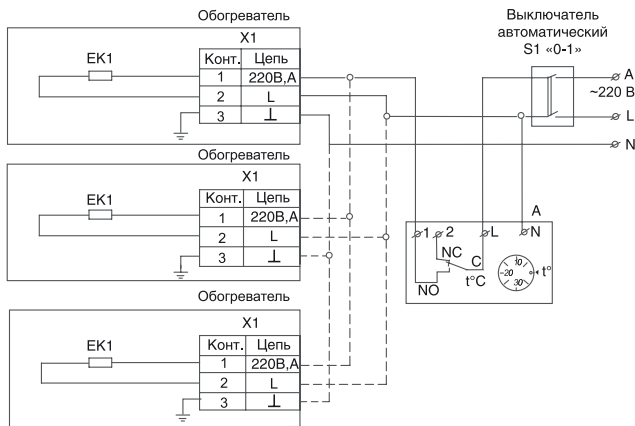 Обогреватель
X1
EK1
Конт. Цепь
1 220В,А
2 L
3 ⊥
Обогреватель
X1
EK1
Конт. Цепь
1 220В,А
2 L
3 ⊥
Обогреватель
X1
EK1
Конт. Цепь
1 220В,А
2 L
3 ⊥
Выключатель
автоматический
S1 «0-1»
A
~220 В
L
N
A
1 2 L N
NC
C
NO
t°C
10
20
30
t°